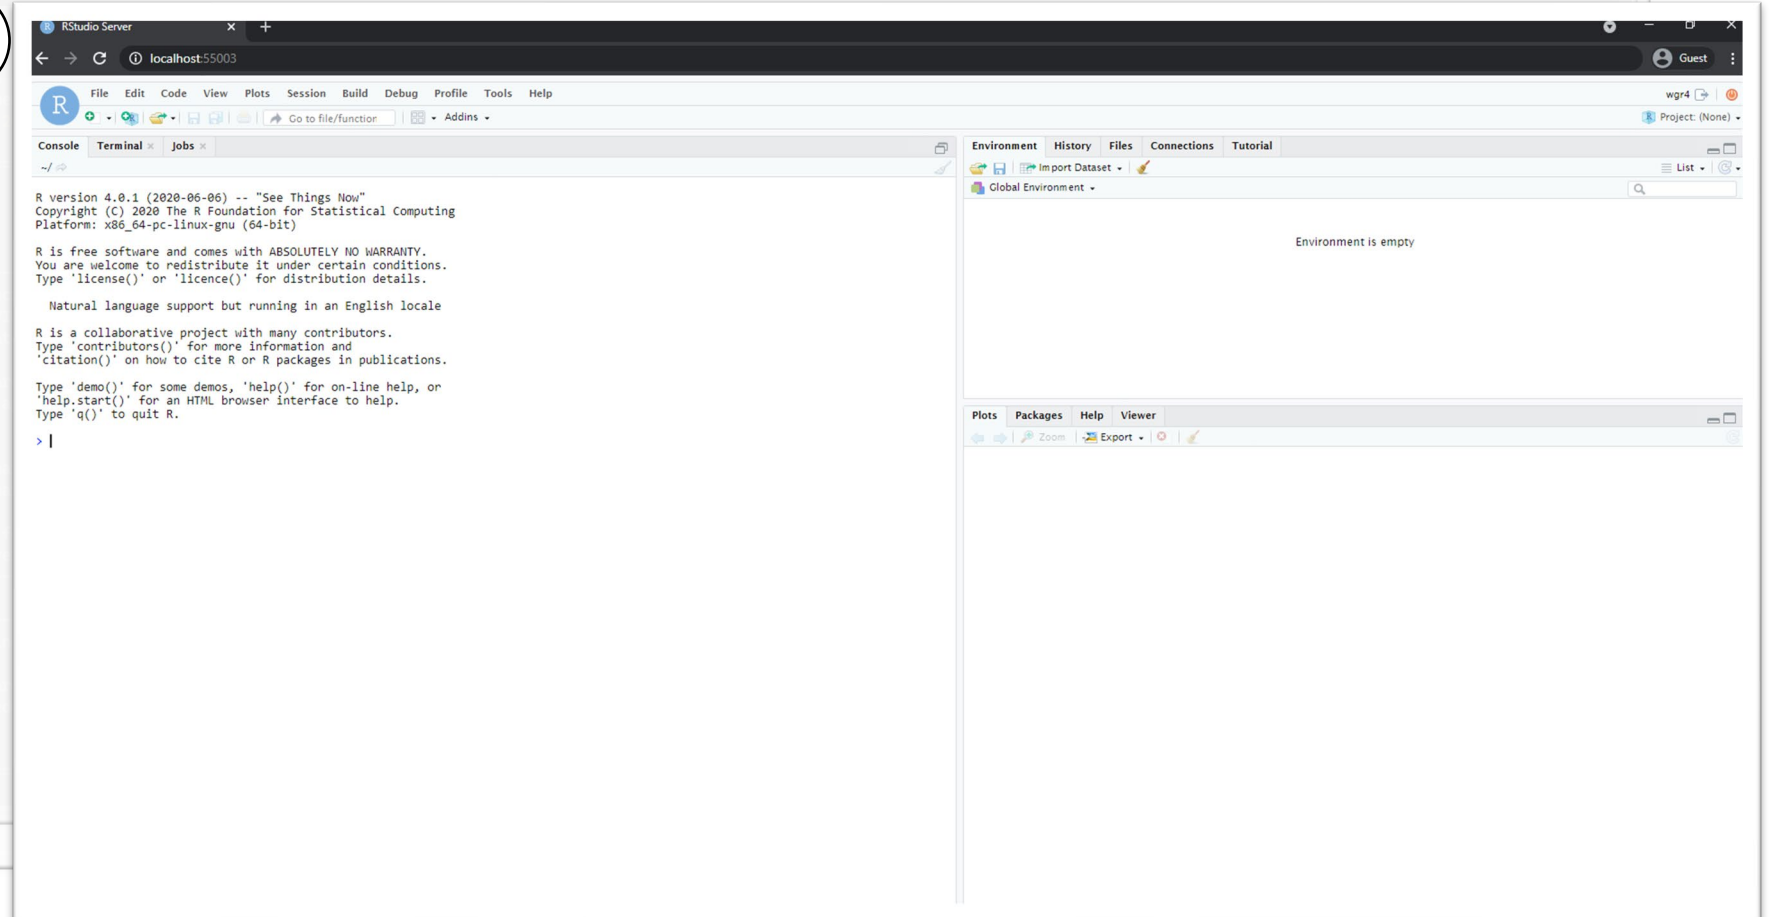 RStudio Server
localhost:55003
Guest
File Edit Code View Plots Session Build Debug Profile Tools Help
wgr4
Go to file/function Addins
Project: (None)
Console Terminal Jobs
~/
R version 4.0.1 (2020-06-06) -- "See Things Now"
Copyright (C) 2020 The R Foundation for Statistical Computing
Platform: x86_64-pc-linux-gnu (64-bit)
R is free software and comes with ABSOLUTELY NO WARRANTY.
You are welcome to redistribute it under certain conditions.
Type 'license()' or 'licence()' for distribution details.
Natural language support but running in an English locale
R is a collaborative project with many contributors.
Type 'contributors()' for more information and
'citation()' on how to cite R or R packages in publications.
Type 'demo()' for some demos, 'help()' for on-line help, or
'help.start()' for an HTML browser interface to help.
Type 'q()' to quit R.
>
Environment History Files Connections Tutorial
Import Dataset
List
Global Environment
Environment is empty
Plots Packages Help Viewer
Zoom Export